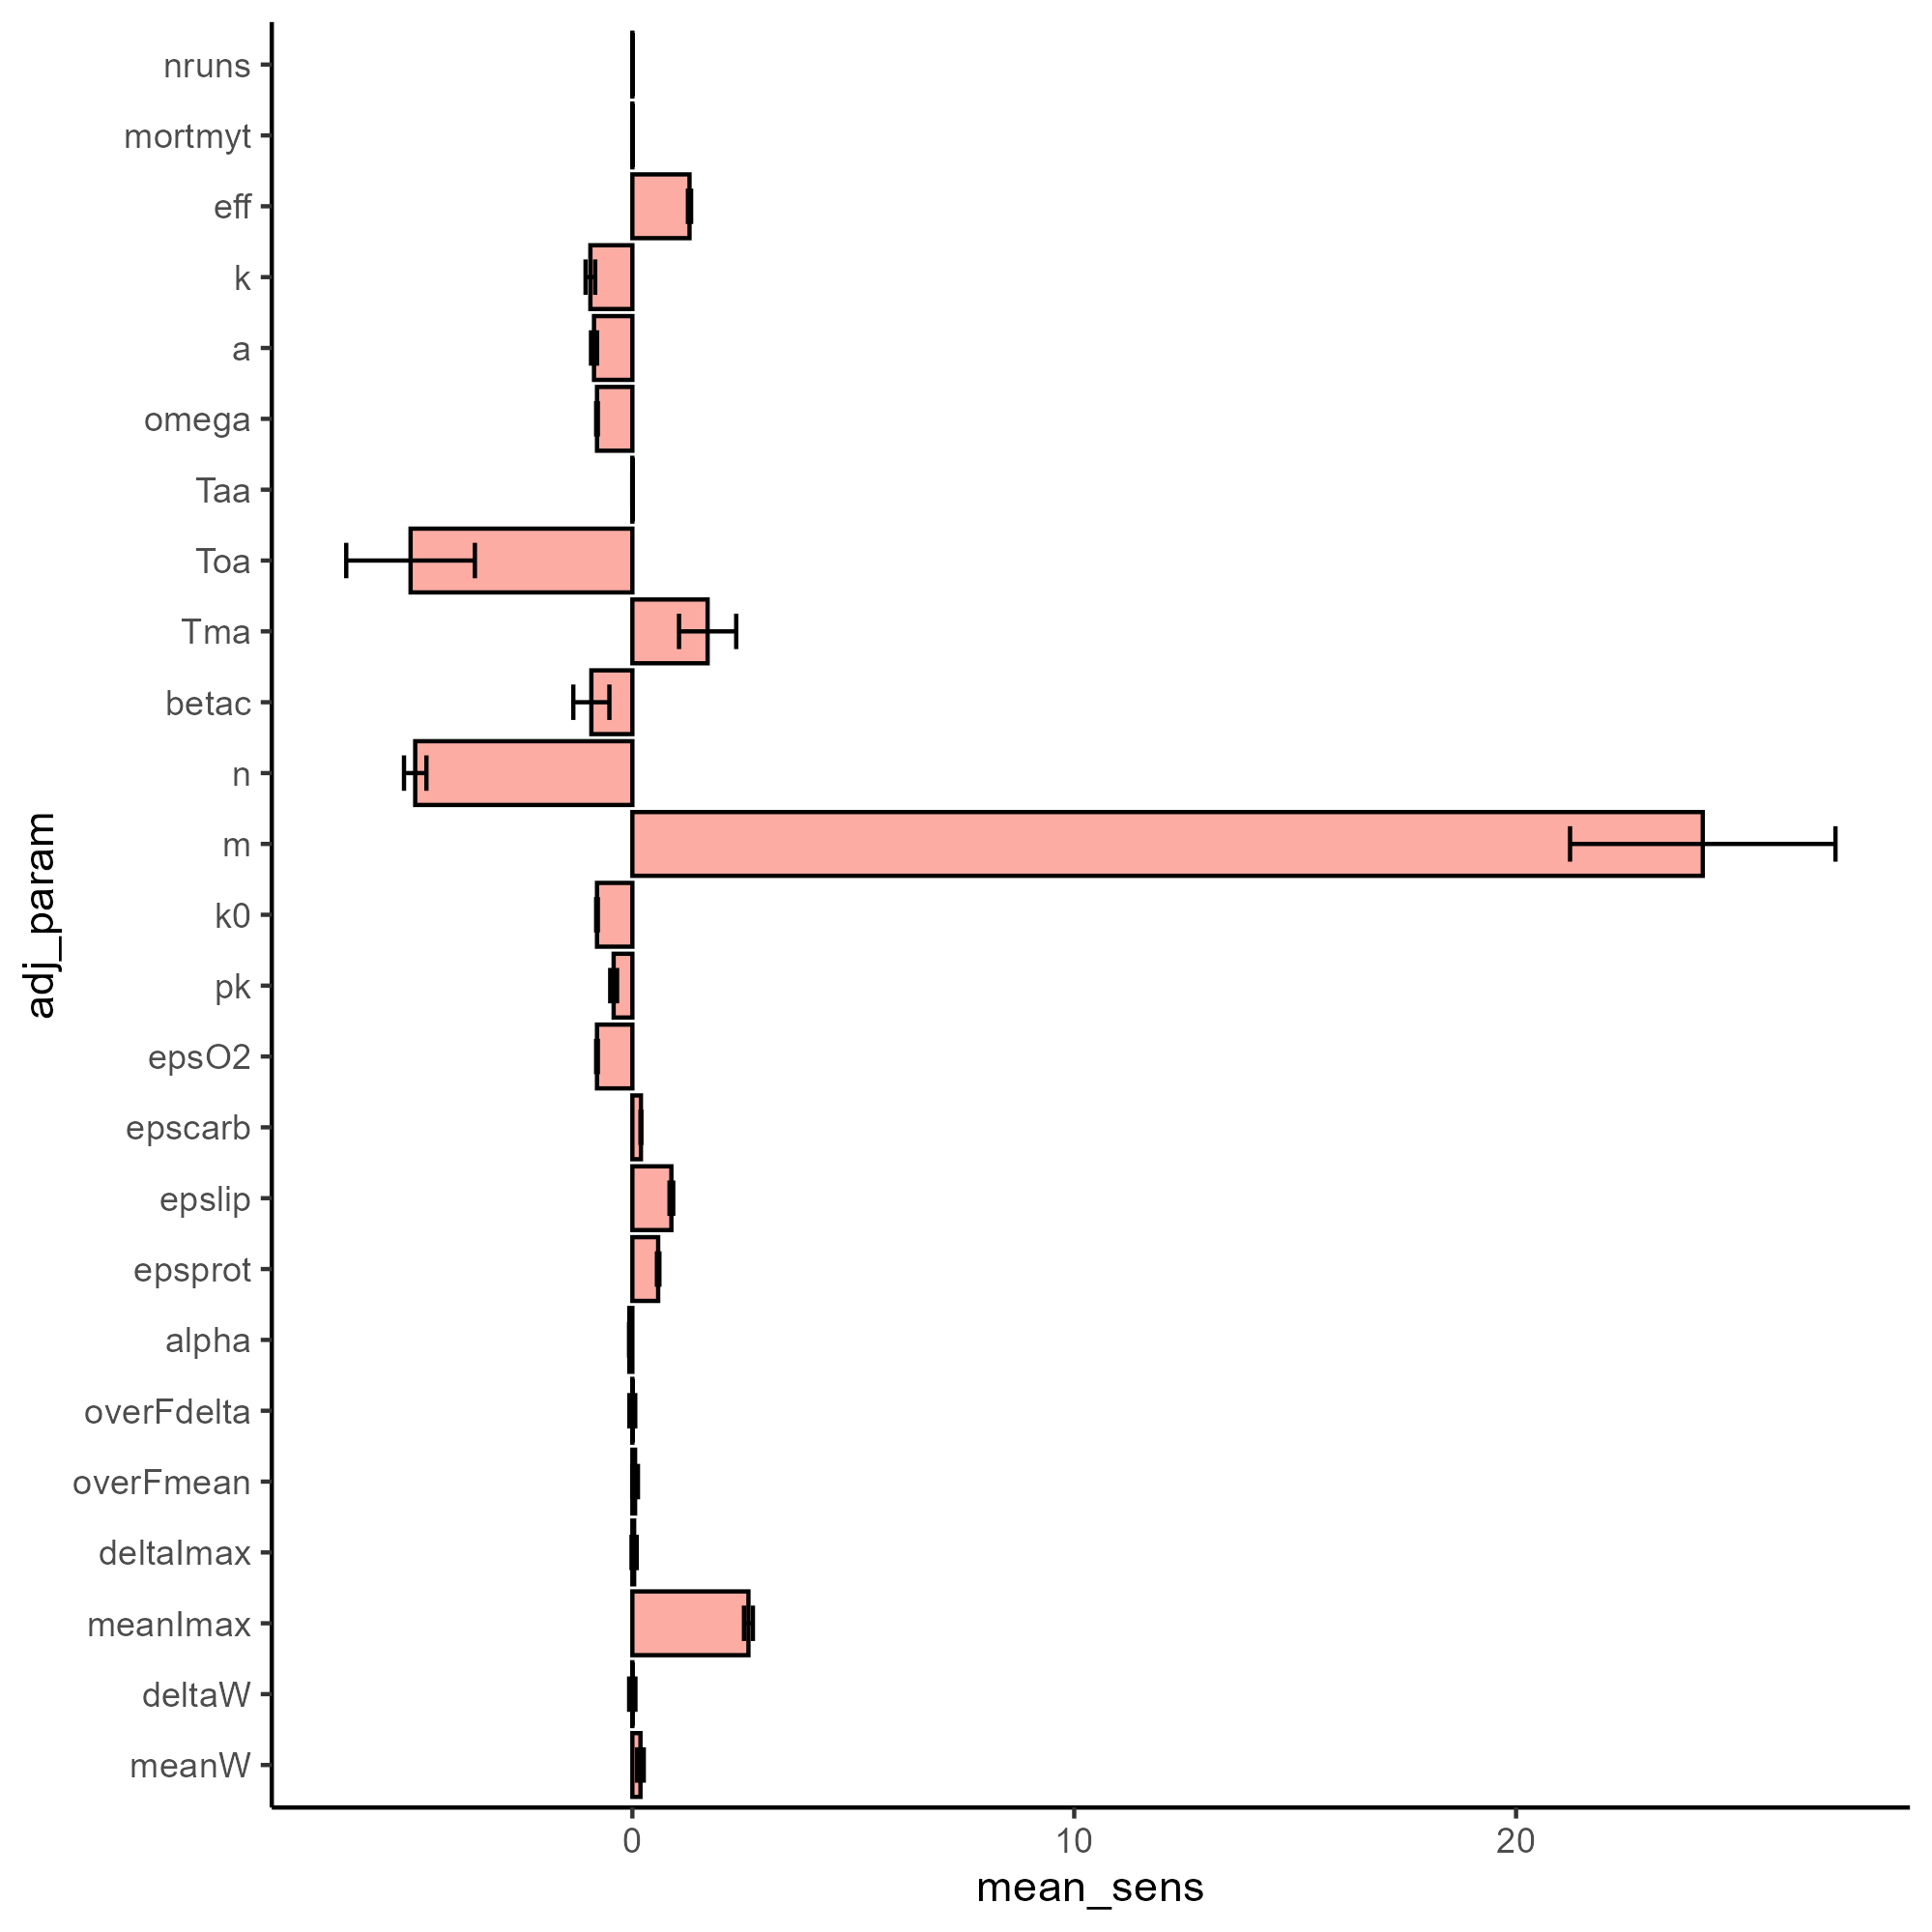 nruns
mortmyt
eff
k
a
omega
Taa
Toa
Tma
betac
n
m
k0
pk
epsO2
epscarb
epslip
epsprot
alpha
overFdelta
overFmean
deltaImax
meanImax
deltaW
meanW
adj_param
0 10 20
mean_sens